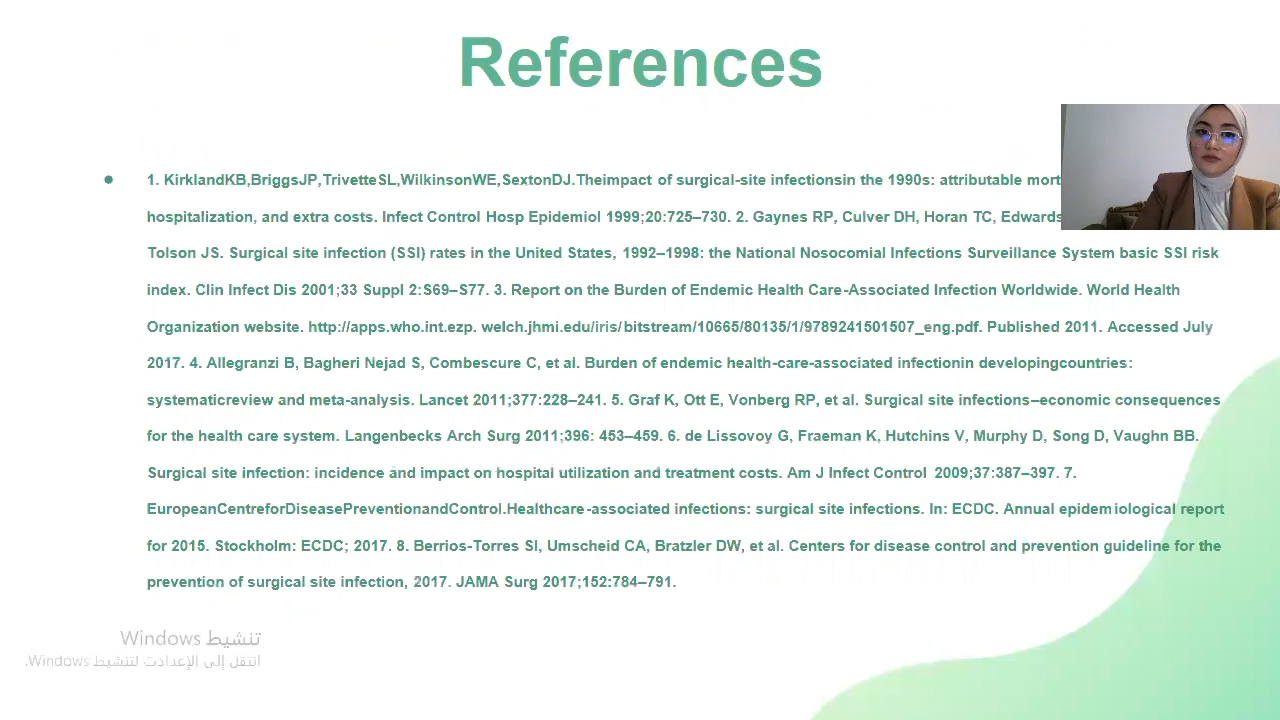 References
• 1. KirklandKB,BriggsJP,TrivetteSL,WilkinsonWE,SextonDJ.Theimpact of surgical-site infectionsin the 1990s: attributable
hospitalization, and extra costs. Infect Control Hosp Epidemiol 1999;20:725–730. 2. Gaynes RP, Culver DH, Horan TC,
Tolson JS. Surgical site infection (SSI) rates in the United States, 1992–1998: the National Nosocomial Infections Surveillance System basic SSI risk
index. Clin Infect Dis 2001;33 Suppl 2:S69–S77. 3. Report on the Burden of Endemic Health Care-Associated Infection Worldwide. World Health
Organization website. http://apps.who.int.ezp. welch.jhmi.edu/iris/bitstream/10665/80135/1/9789241501507_eng.pdf. Published 2011. Accessed July
2017. 4. Allegranzi B, Bagheri Nejad S, Combescure C, et al. Burden of endemic health-care-associated infectionin developingcountries:
systematicreview and meta-analysis. Lancet 2011;377:228–241. 5. Graf K, Ott E, Vonberg RP, et al. Surgical site infections–economic consequences
for the health care system. Langenbecks Arch Surg 2011;396: 453–459. 6. de Lissovoy G, Fraeman K, Hutchins V, Murphy D, Song D, Vaughn BB.
Surgical site infection: incidence and impact on hospital utilization and treatment costs. Am J Infect Control 2009;37:387–397. 7.
EuropeanCentreforDiseasePreventionandControl.Healthcare-associated infections: surgical site infections. In: ECDC. Annual epidemiological report
for 2015. Stockholm: ECDC; 2017. 8. Berrios-Torres SI, Umscheid CA, Bratzler DW, et al. Centers for disease control and prevention guideline for the
prevention of surgical site infection, 2017. JAMA Surg 2017;152:784–791.
تنشيط Windows
انتقل إلى الإعدادت لتنشيط Windows.